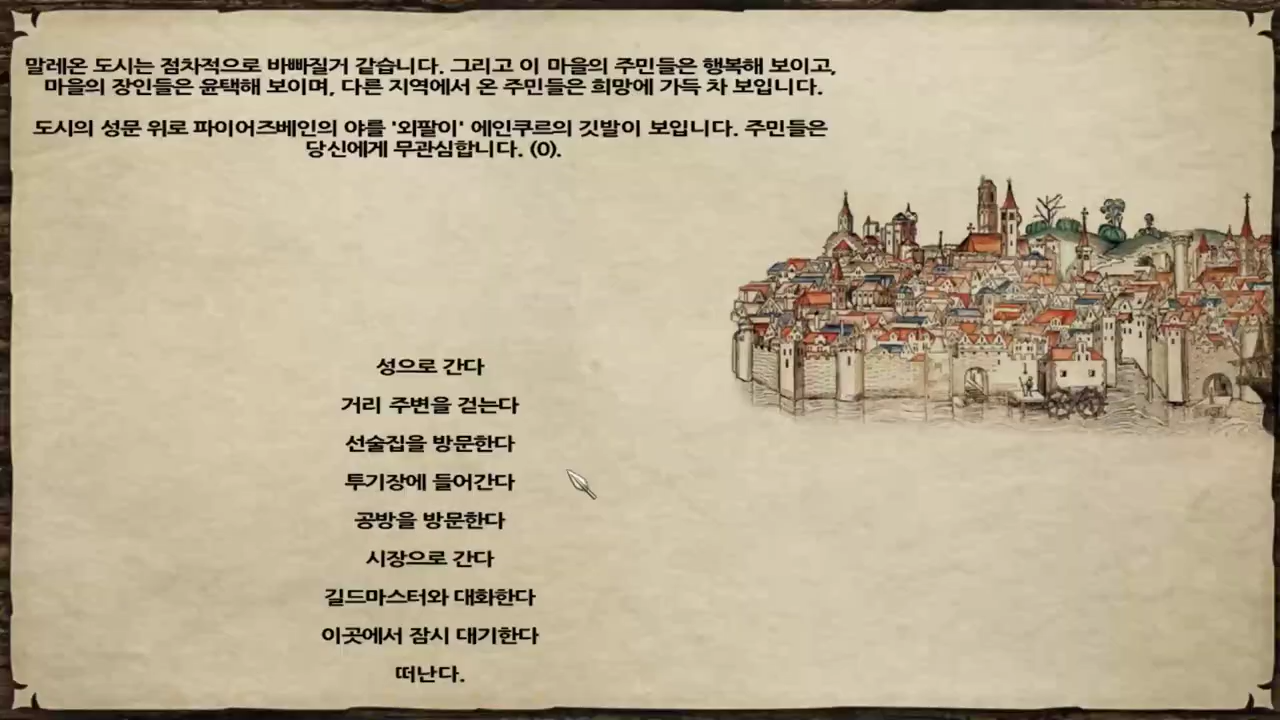 말레온 도시는 점차적으로 바빠질거 같습니다. 그리고 이 마을의 주민들은 행복해 보이고,
마을의 장인들은 윤택해 보이며, 다른 지역에서 온 주민들은 희망에 가득 차 보입니다.
도시의 성문 위로 파이어즈베인의 야를 '외팔이' 에인쿠르의 깃발이 보입니다. 주민들은
당신에게 무관심합니다. (0).
성으로 간다
거리 주변을 걷는다
선술집을 방문한다
투기장에 들어간다
공방을 방문한다
시장으로 간다
길드마스터와 대화한다
이곳에서 잠시 대기한다
떠난다.